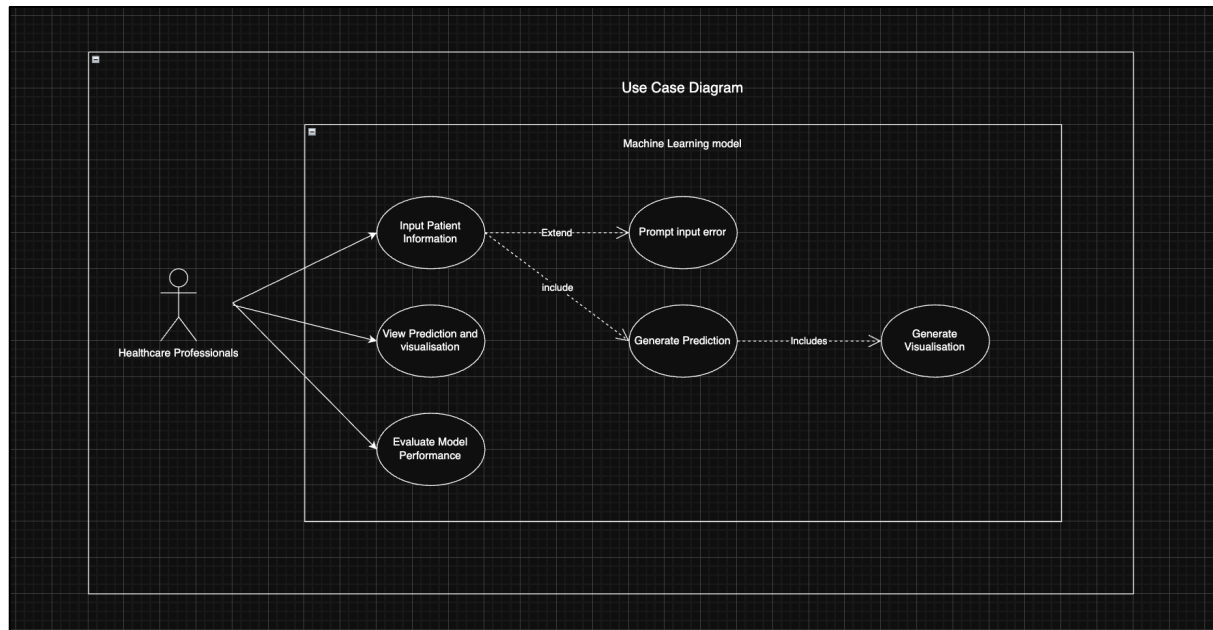 Use Case Diagram
Machine Learning model
Input Patient
Information
Extend
Prompt input error
include
Healthcare Professionals
View Prediction and
visualisation
Generate Prediction
Includes
Generate
Visualisation
Evaluate Model
Performance